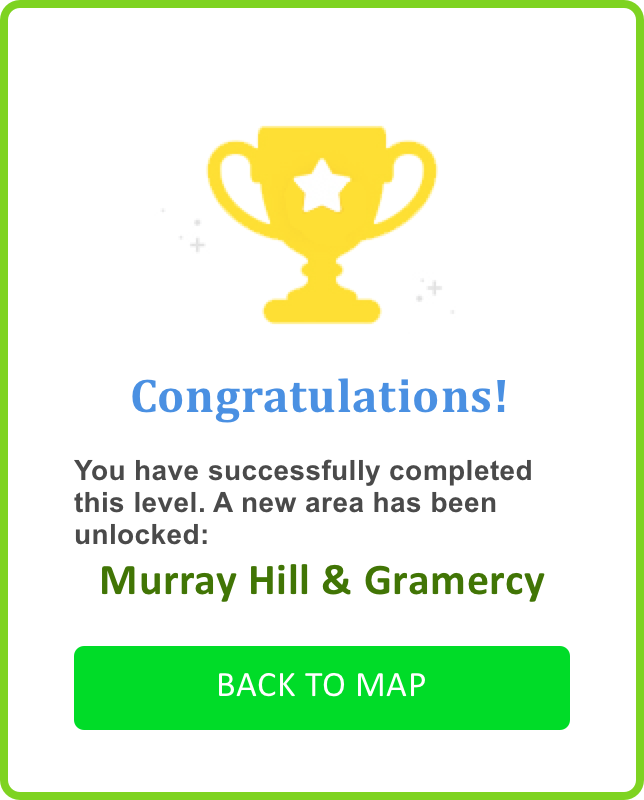 Congratulations!
You have successfully completed
this level. A new area has been
unlocked:
Murray Hill & Gramercy
BACK TO MAP